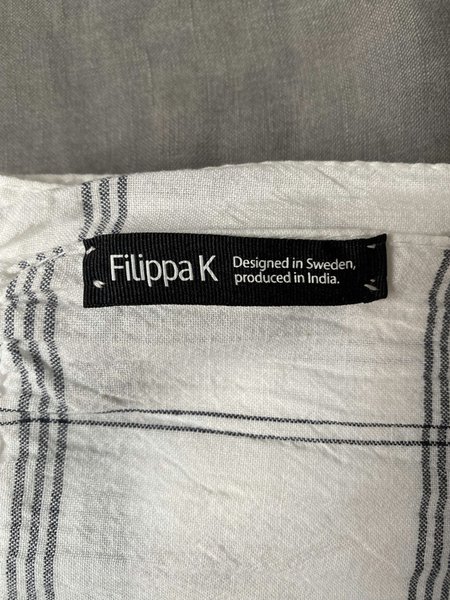 Filippa K
Designed in Sweden,
produced in India.